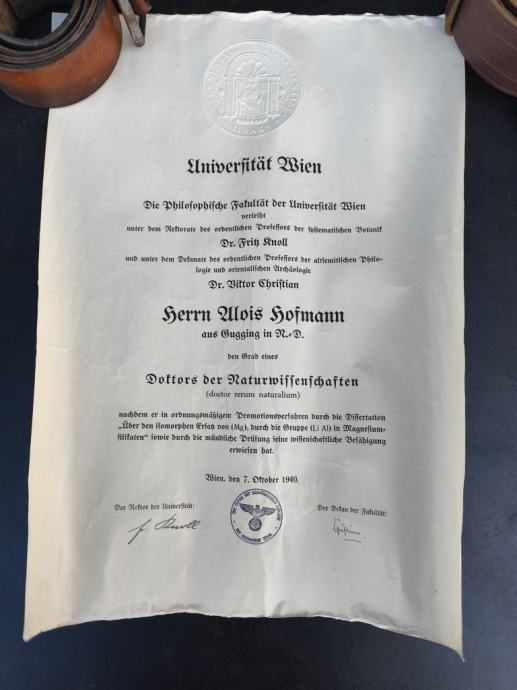 Universität Wien
Die Philosophische Fakultät der Universität Wien
verleiht
unter dem Rektorate des ordentlichen Professors der systematischen Botanik
Dr. Fritz Knoll
und unter dem Dekanate des ordentlichen Professors der altsemitischen Philo-
logie und orientalischen Archäologie
Dr. Viktor Christian
Herrn Alois Hofmann
aus Gugging in N.-D.
den Grad eines
Doktors der Naturwissenschaften
(doctor rerum naturalium)
nachdem er in ordnungsmäßigem Promotionsverfahren durch die Dissertation
„Über den isomorphen Ersatz von (Mg), durch die Gruppe (Li Al) in Magnesium-
silikaten“ sowie durch die mündliche Prüfung seine wissenschaftliche Befähigung
erwiesen hat.
Wien, den 7. Oktober 1940.
Der Rektor der Universität:
Der Dekan der Fakultät:
F. Knoll